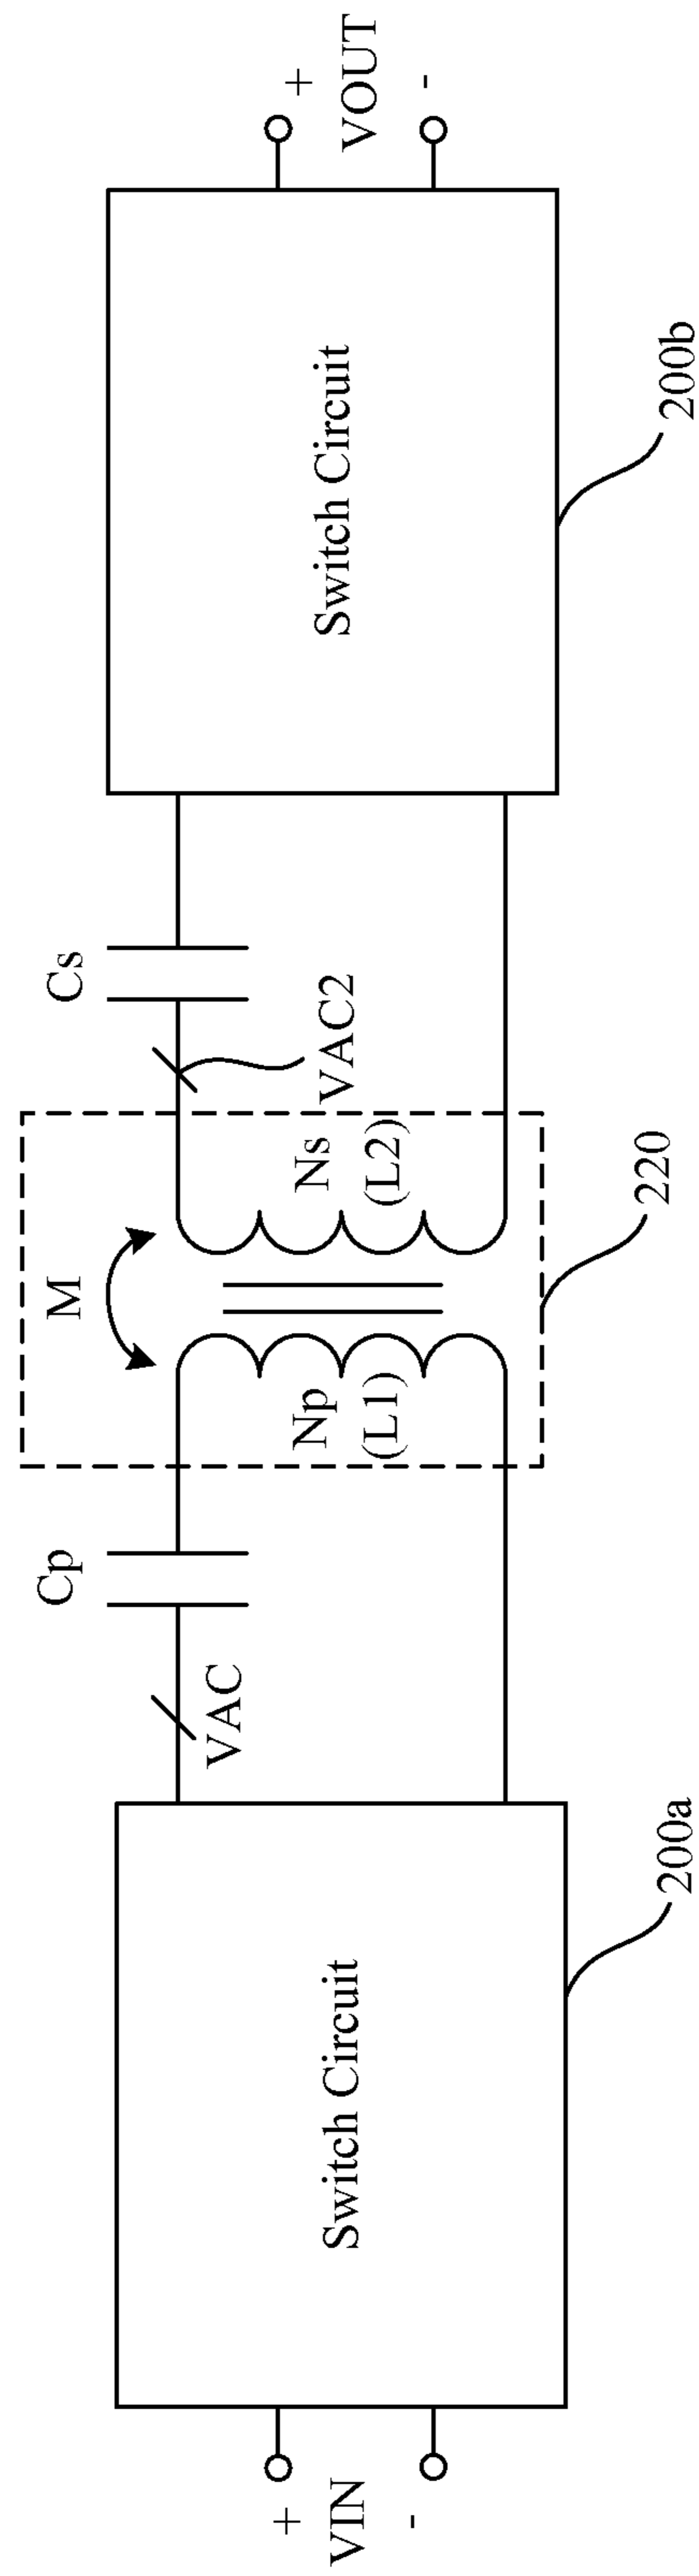 +
VIN
-
Switch Circuit
200a
VAC
Cp
Np
(L1)
M
Ns
(L2)
220
VAC2
Cs
Switch Circuit
200b
+
VOUT
-